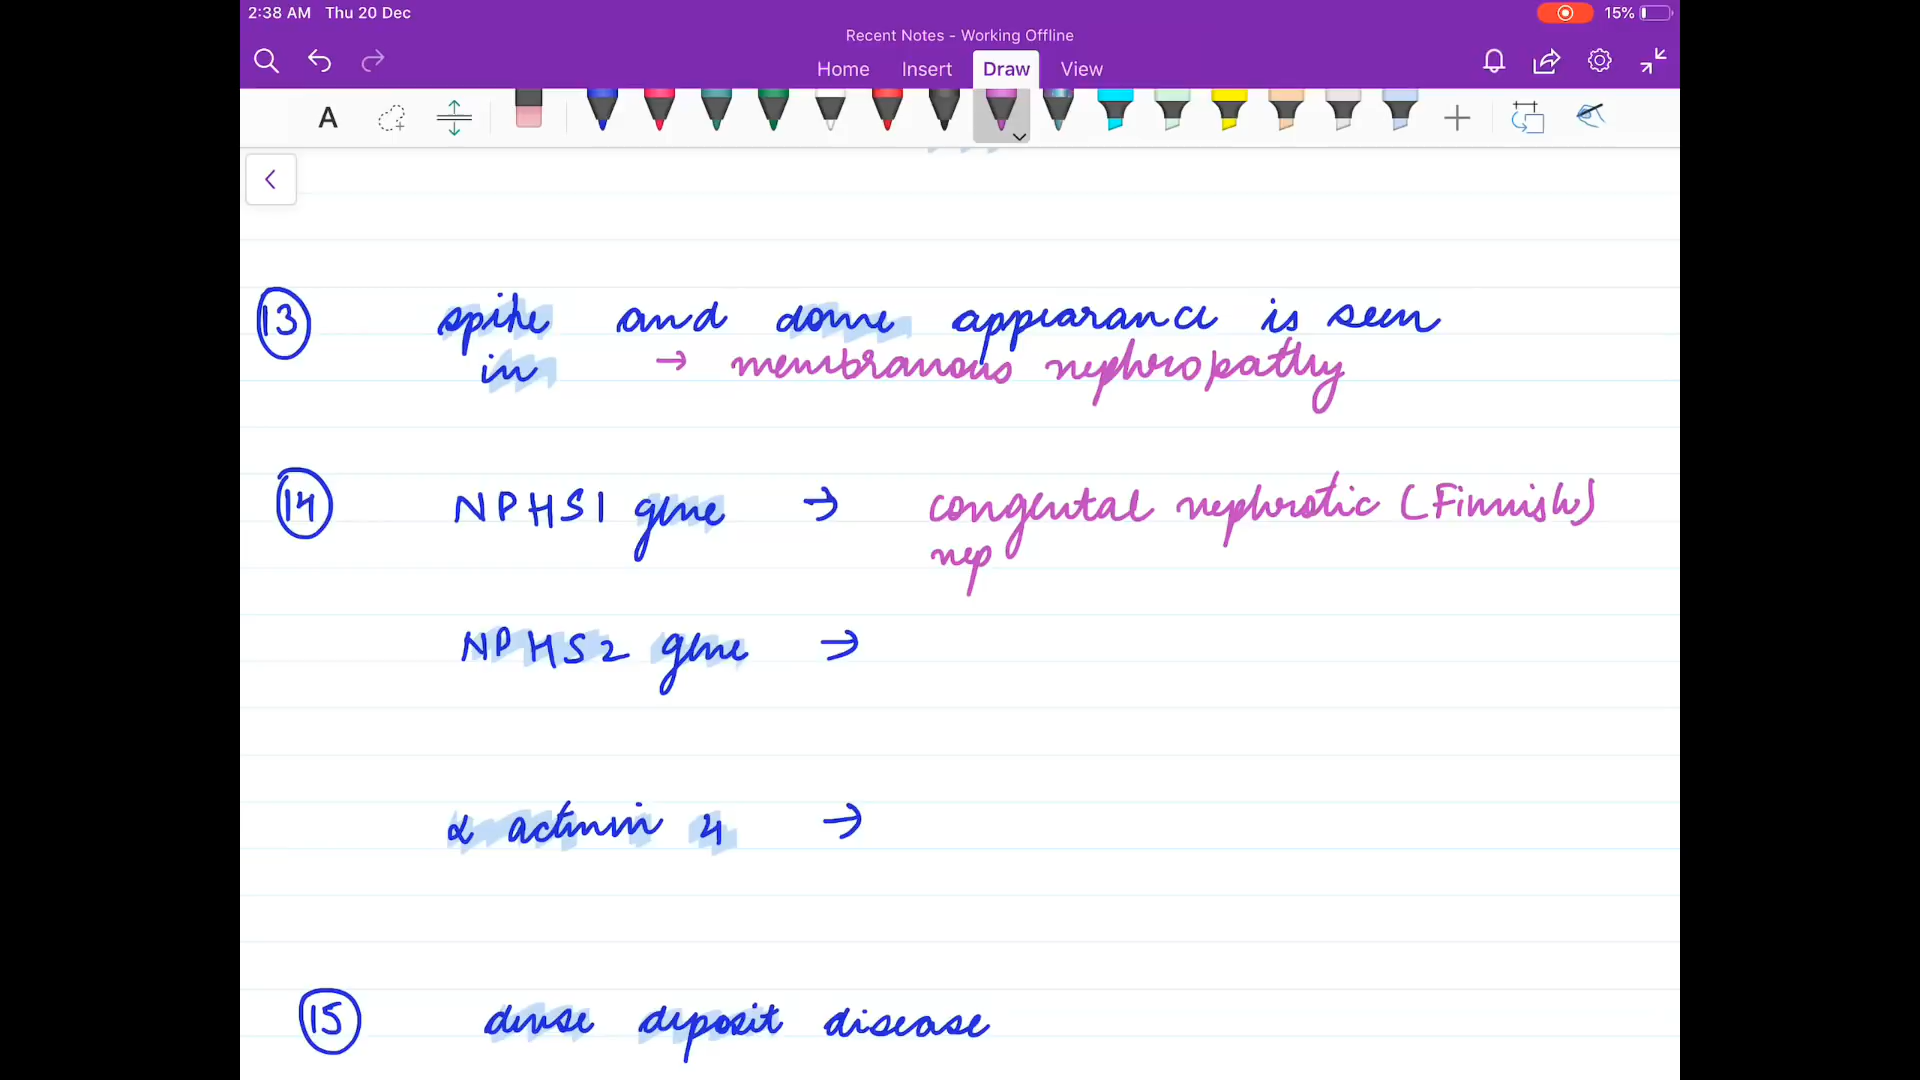 2:38 AM Thu 20 Dec
15%
Recent Notes - Working Offline
Home Insert Draw View
A
13 spike and dome appearance is seen
in → membranous nephropathy
14 NPHS1 gene → congenital nephrotic (Finnish)
nep
NPHS2 gene →
α actinin 4 →
15 dense deposit disease